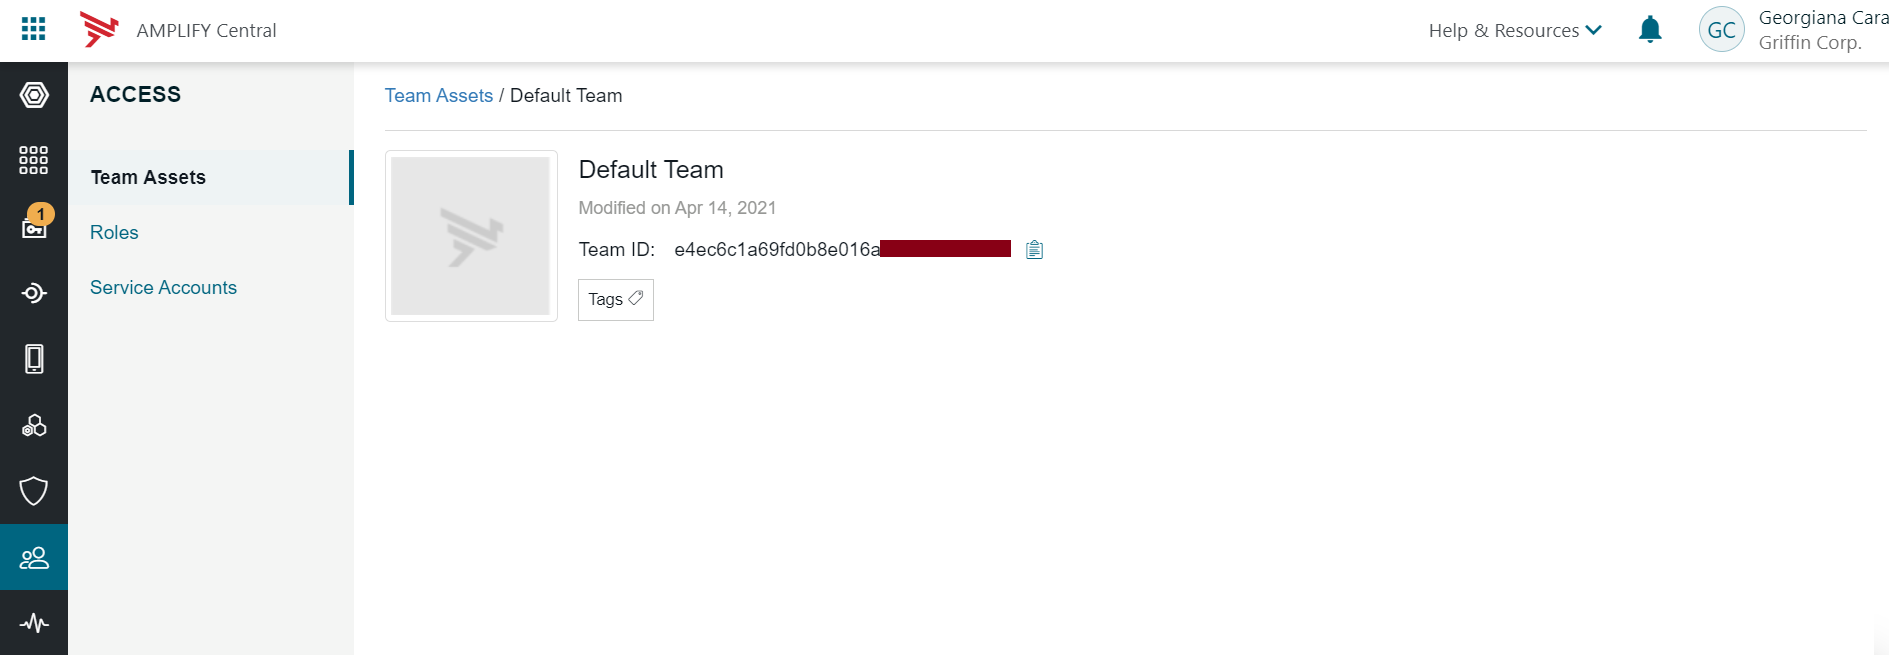 AMPLIFY Central
Help & Resources
GC
Georgiana Cara
Griffin Corp.
1
ACCESS
Team Assets
Roles
Service Accounts
Team Assets / Default Team
Default Team
Modified on Apr 14, 2021
Team ID: e4ec6c1a69fd0b8e016a
Tags